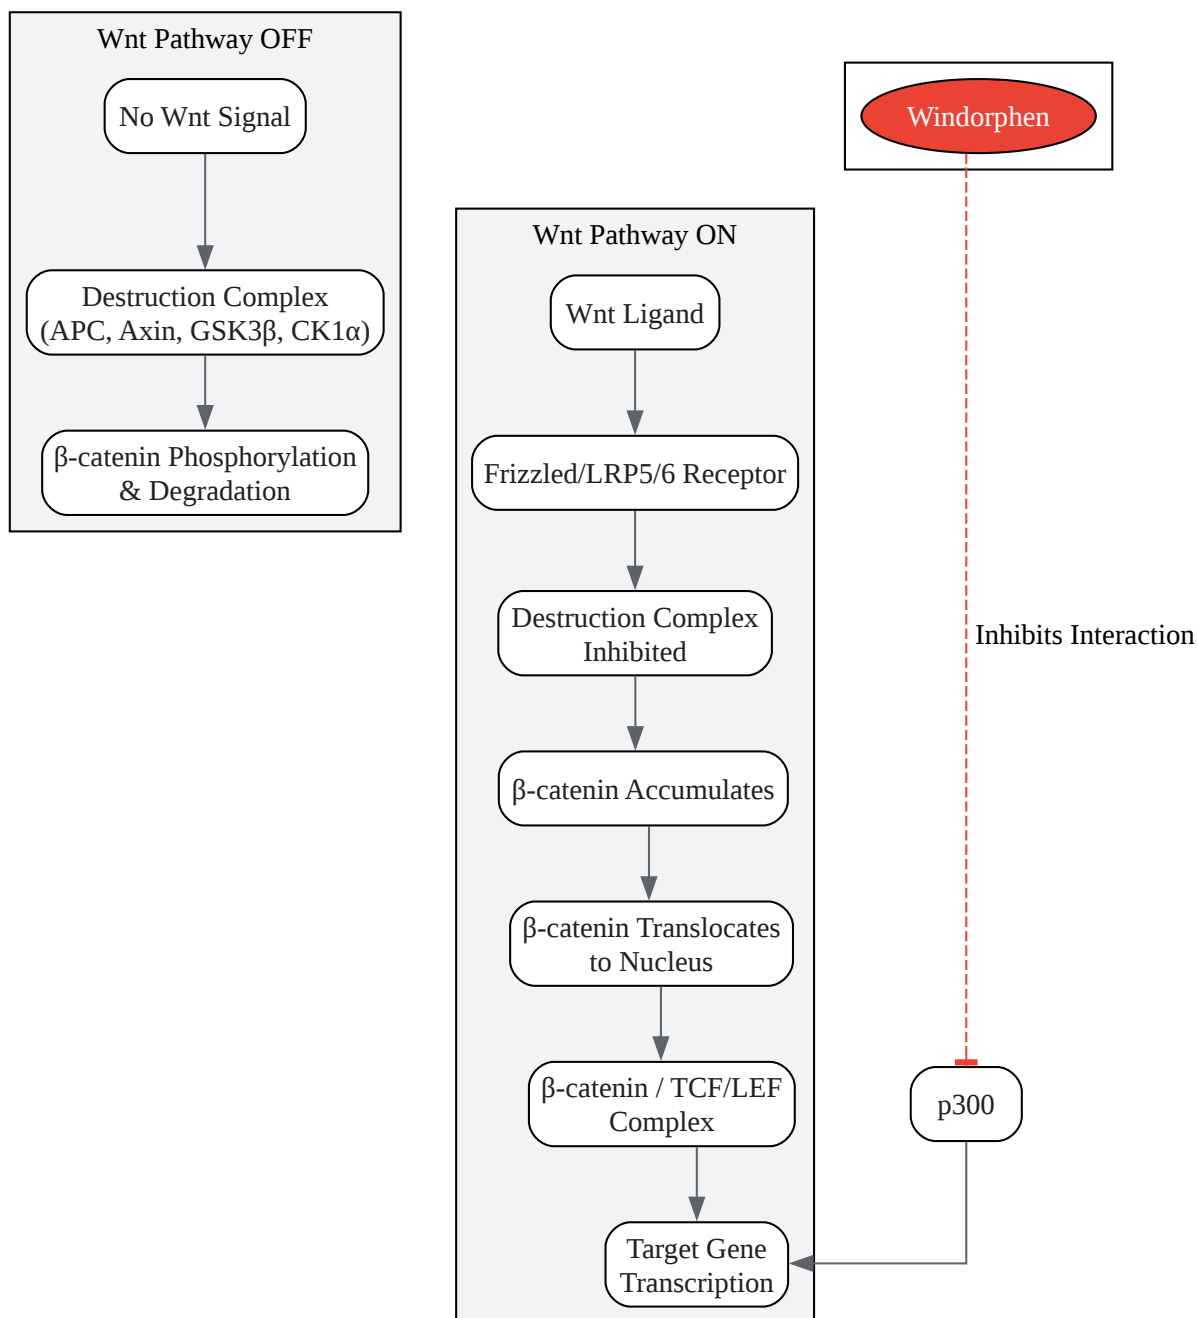 Wnt Pathway OFF
No Wnt Signal
Destruction Complex
(APC, Axin, GSK3β, CK1α)
β-catenin Phosphorylation
& Degradation
Wnt Pathway ON
Wnt Ligand
Frizzled/LRP5/6 Receptor
Destruction Complex
Inhibited
β-catenin Accumulates
β-catenin Translocates
to Nucleus
β-catenin / TCF/LEF
Complex
Target Gene
Transcription
Windorphen
Inhibits Interaction
p300